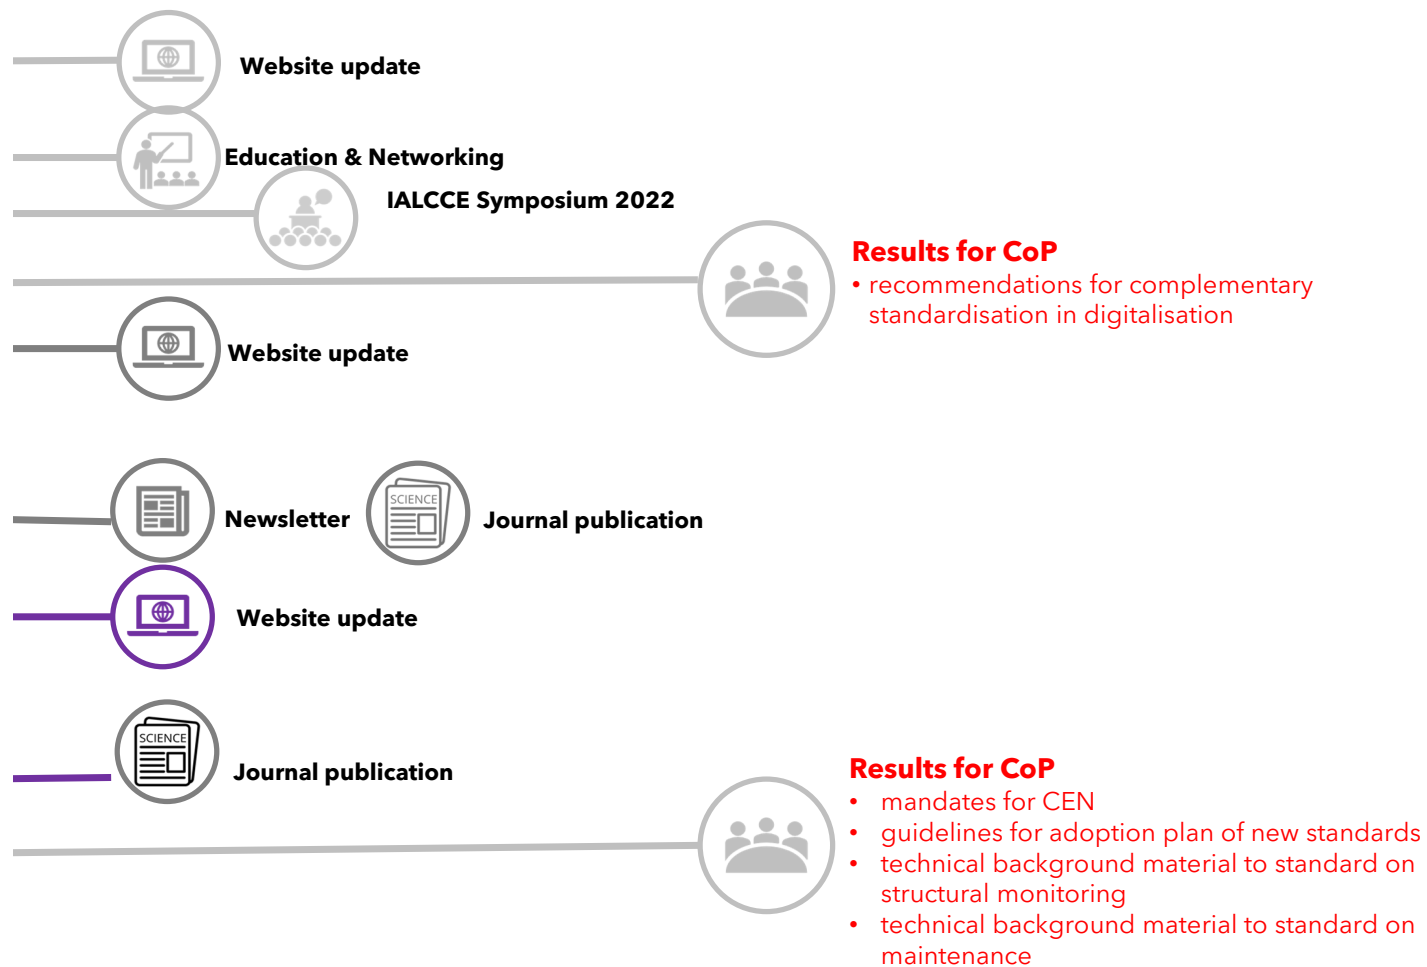 Website update
Education & Networking
IALCCE Symposium 2022
Results for CoP
• recommendations for complementary
standardisation in digitalisation
Website update
Newsletter
SCIENCE
Journal publication
Website update
SCIENCE
Journal publication
Results for CoP
• mandates for CEN
• guidelines for adoption plan of new standards
• technical background material to standard on
structural monitoring
• technical background material to standard on
maintenance